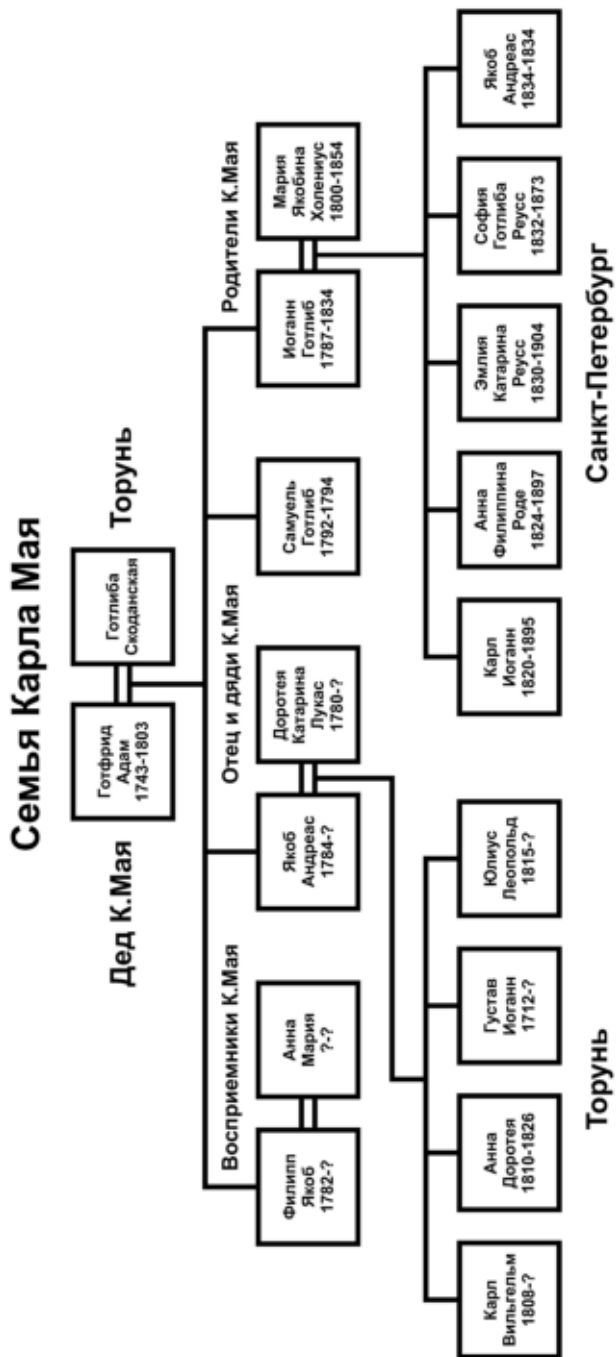 Семья Карла Мая
Дед К.Мая
Торунь
Готфрид
Адам
1743-1803
Готлиба
Скоданская
Восприемники К.Мая
Отец и дяди К.Мая
Родители К.Мая
Филипп
Якоб
1782-?
Анна
Мария
?-?
Якоб
Андреас
1784-?
Доротея
Катарина
Лукас
1780-?
Самуель
Готлиб
1792-1794
Иоганн
Готлиб
1787-1834
Мария
Якобина
Холениус
1800-1854
Карл
Вильгельм
1808-?
Анна
Доротея
1810-1826
Густав
Иоганн
1712-?
Юлиус
Леопольд
1815-?
Карл
Иоганн
1820-1895
Анна
Филиппина
Роде
1824-1897
Эмлия
Катарина
Реусс
1830-1904
София
Готлиба
Реусс
1832-1873
Якоб
Андреас
1834-1834
Торунь
Санкт-Петербург